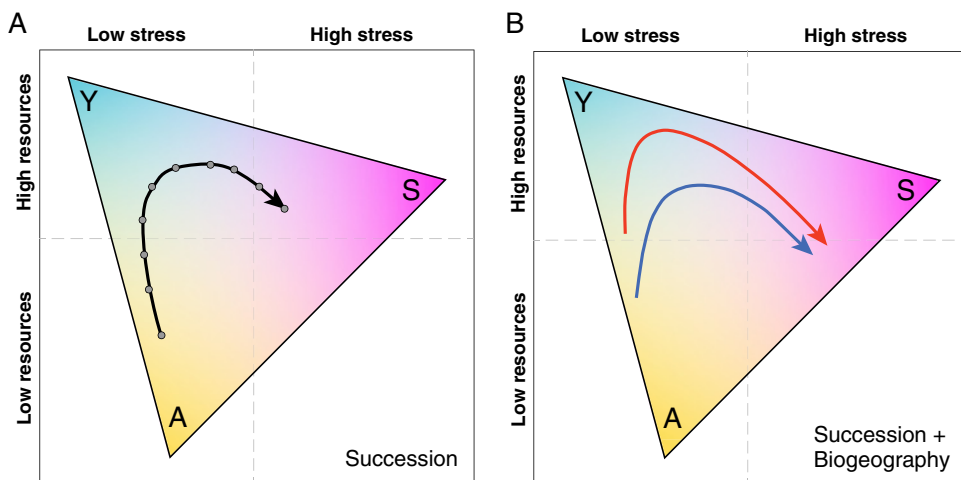 A
Low stress
High stress
High resources
Low resources
Y
S
A
Succession
B
Low stress
High stress
High resources
Low resources
Y
S
A
Succession +
Biogeography